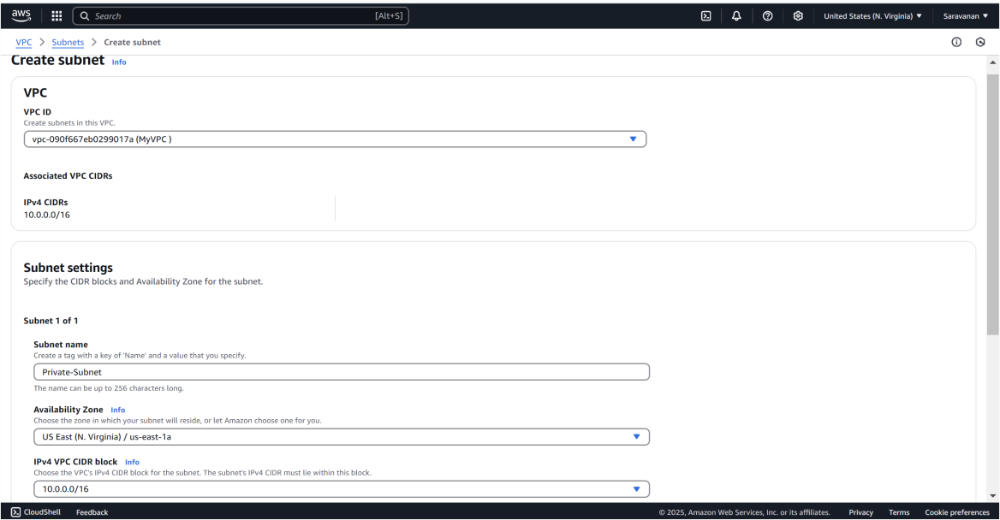 aws
Search
[Alt+S]
United States (N. Virginia)
Saravanan
VPC > Subnets > Create subnet
Create subnet Info
VPC
VPC ID
Create subnets in this VPC.
vpc-090f667eb0299017a (MyVPC )
Associated VPC CIDRs
IPv4 CIDRs
10.0.0.0/16
Subnet settings
Specify the CIDR blocks and Availability Zone for the subnet.
Subnet 1 of 1
Subnet name
Create a tag with a key of 'Name' and a value that you specify.
Private-Subnet
The name can be up to 256 characters long.
Availability Zone Info
Choose the zone in which your subnet will reside, or let Amazon choose one for you.
US East (N. Virginia) / us-east-1a
IPv4 VPC CIDR block Info
Choose the VPC's IPv4 CIDR block for the subnet. The subnet's IPv4 CIDR must lie within this block.
10.0.0.0/16
CloudShell Feedback © 2025, Amazon Web Services, Inc. or its affiliates. Privacy Terms Cookie preferences